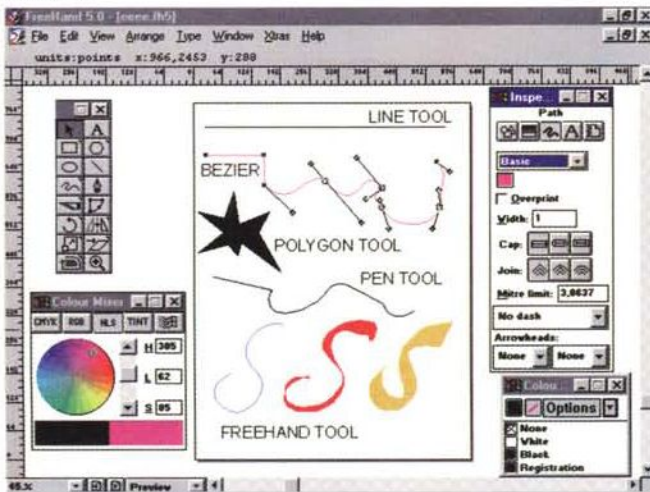 FreeHand 5.0 - [eeee.fh5]
File Edit View Arrange Type Window Xtras Help
units:points x:966,2453 y:288
LINE TOOL
BEZIER
POLYGON TOOL
PEN TOOL
FREEHAND TOOL
A
Colour Mixer
CMYK RGB HLS TINT
H 305
L 62
S 85
Inspe...
Path
A
Basic
Overprint
Width: 1
Cap:
Join:
Mitre limit: 3,8637
No dash
Arrowheads:
None None
Colou...
Options
None
White
Black
Registration
Preview